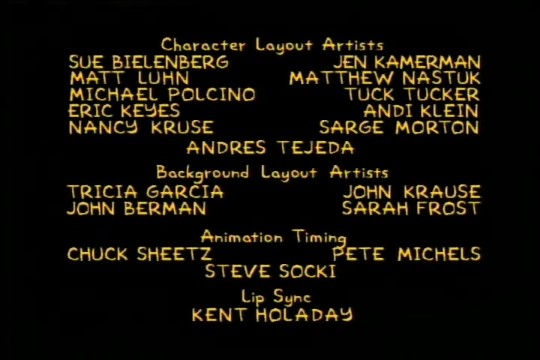 Character Layout Artists
SUE BIELENBERG JEN KAMERMAN
MATT LUHN MATTHEW NASTUK
MICHAEL POLCINO TUCK TUCKER
ERIC KEYES ANDI KLEIN
NANCY KRUSE SARGE MORTON
ANDRES TEJEDA
Background Layout Artists
TRICIA GARCIA JOHN KRAUSE
JOHN BERMAN SARAH FROST
Animation Timing
CHUCK SHEETZ PETE MICHELS
STEVE SOCKI
Lip Sync
KENT HOLADAY